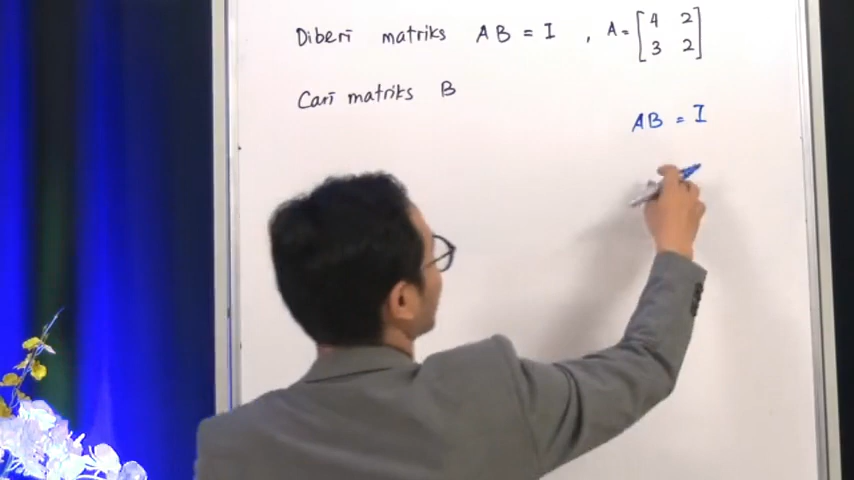 Diberi matriks AB = I , A = [4 2
3 2]
Cari matriks B
AB = I